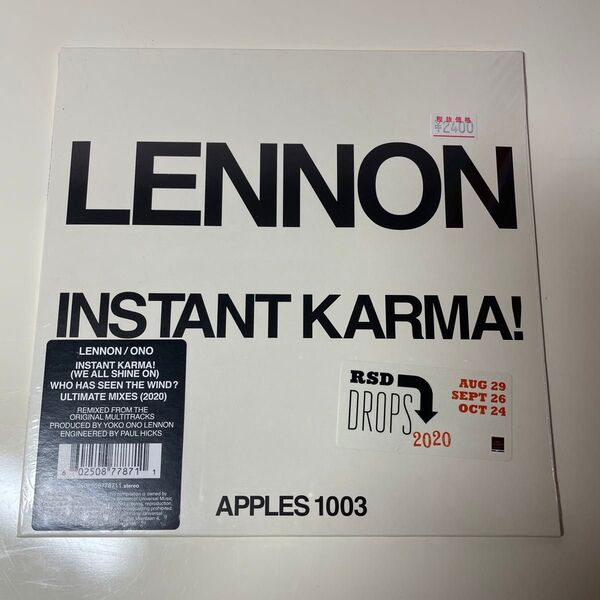 税抜価格
¥2400
LENNON
INSTANT KARMA!
LENNON / ONO
INSTANT KARMA!
(WE ALL SHINE ON)
WHO HAS SEEN THE WIND?
ULTIMATE MIXES (2020)
REMIXED FROM THE
ORIGINAL MULTITRACKS
PRODUCED BY YOKO ONO LENNON
ENGINEERED BY PAUL HICKS
6 02508 77871 1
stereo
RSD
DROPS
2020
AUG 29
SEPT 26
OCT 24
APPLES 1003